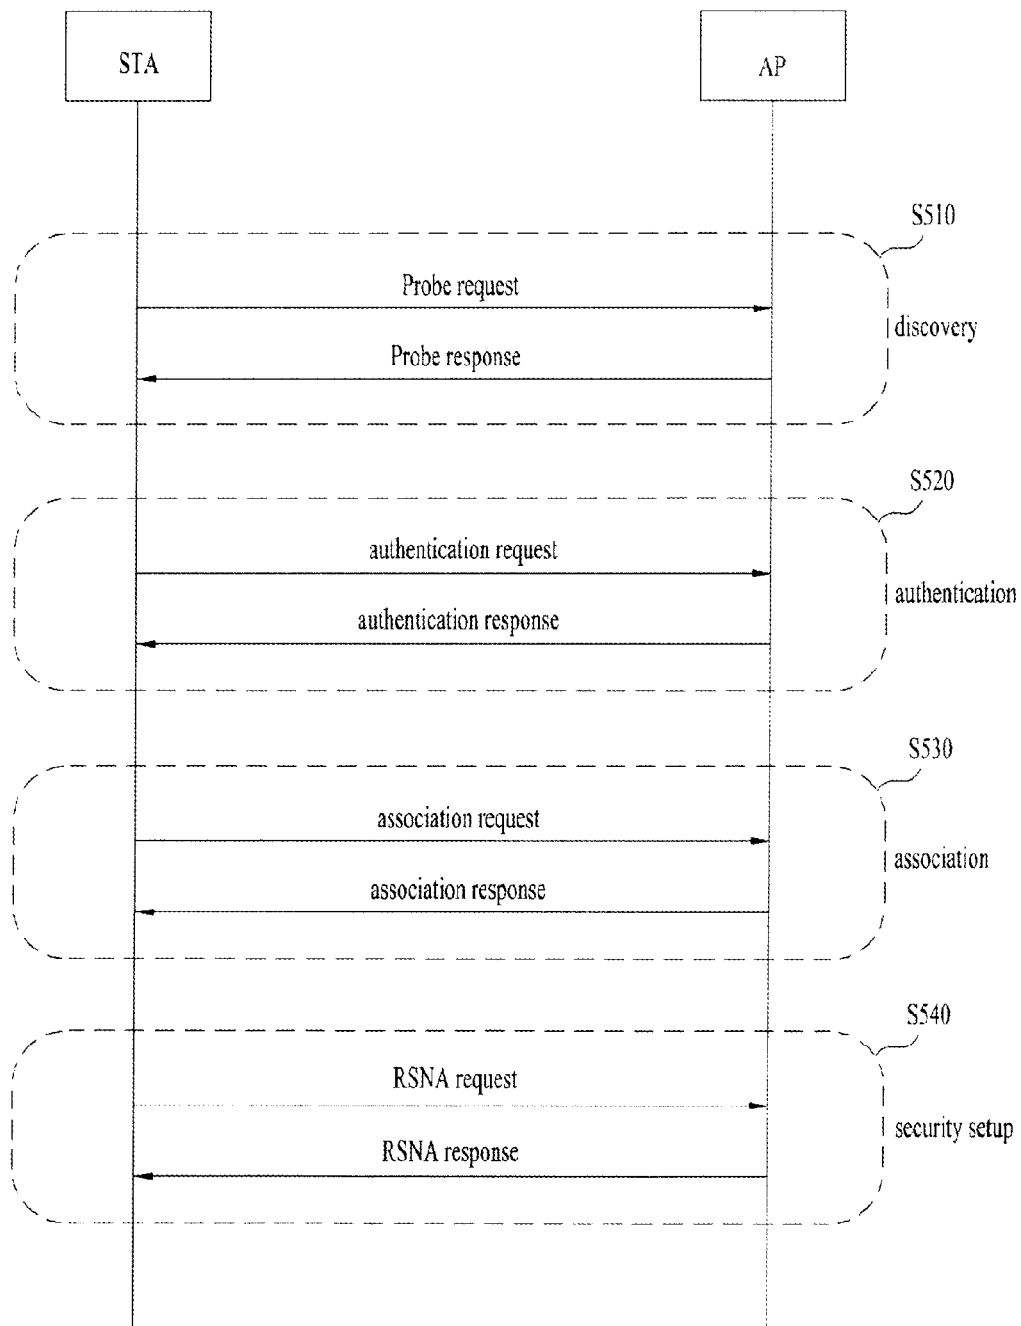 STA
AP
S510
Probe request
discovery
Probe response
S520
authentication request
authentication
authentication response
S530
association request
association
association response
S540
RSNA request
security setup
RSNA response